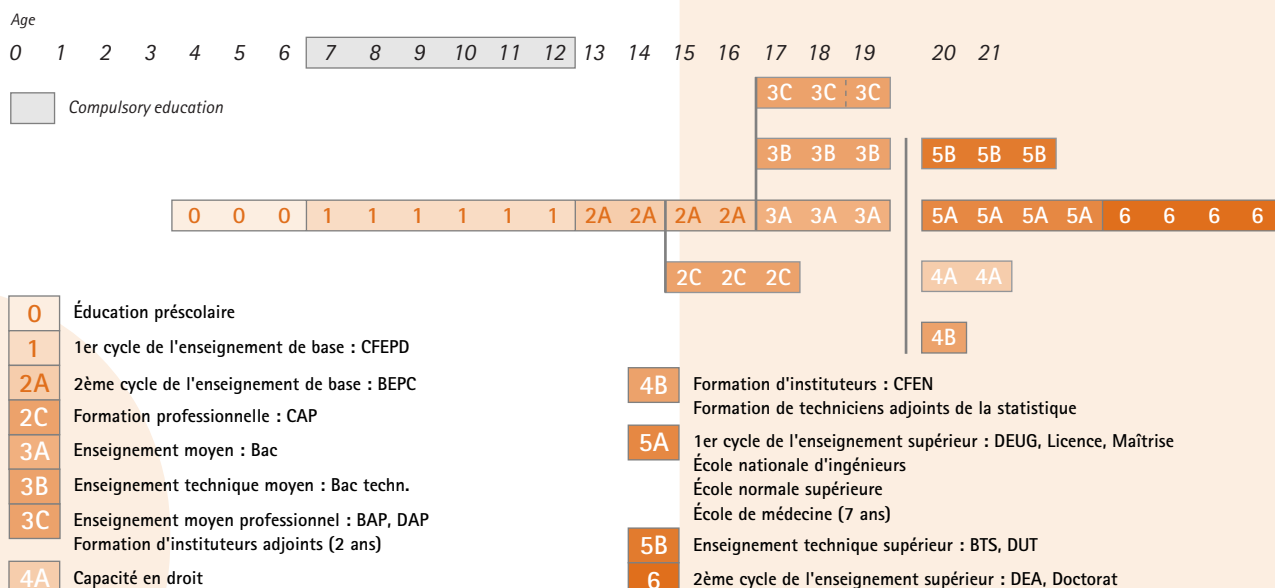 Age
0 1 2 3 4 5 6 7 8 9 10 11 12 13 14 15 16 17 18 19 20 21
Compulsory education
3C 3C 3C
3B 3B 3B 5B 5B 5B
0 0 0 1 1 1 1 1 1 2A 2A 2A 2A 3A 3A 3A 5A 5A 5A 5A 6 6 6 6
2C 2C 2C 4A 4A
4B
0 Éducation préscolaire
1 1er cycle de l'enseignement de base : CFEPD
2A 2ème cycle de l'enseignement de base : BEPC
2C Formation professionnelle : CAP
3A Enseignement moyen : Bac
3B Enseignement technique moyen : Bac techn.
3C Enseignement moyen professionnel : BAP, DAP
Formation d'instituteurs adjoints (2 ans)
4A Capacité en droit
4B Formation d'instituteurs : CFEN
Formation de techniciens adjoints de la statistique
5A 1er cycle de l'enseignement supérieur : DEUG, Licence, Maîtrise
École nationale d'ingénieurs
École normale supérieure
École de médecine (7 ans)
5B Enseignement technique supérieur : BTS, DUT
6 2ème cycle de l'enseignement supérieur : DEA, Doctorat